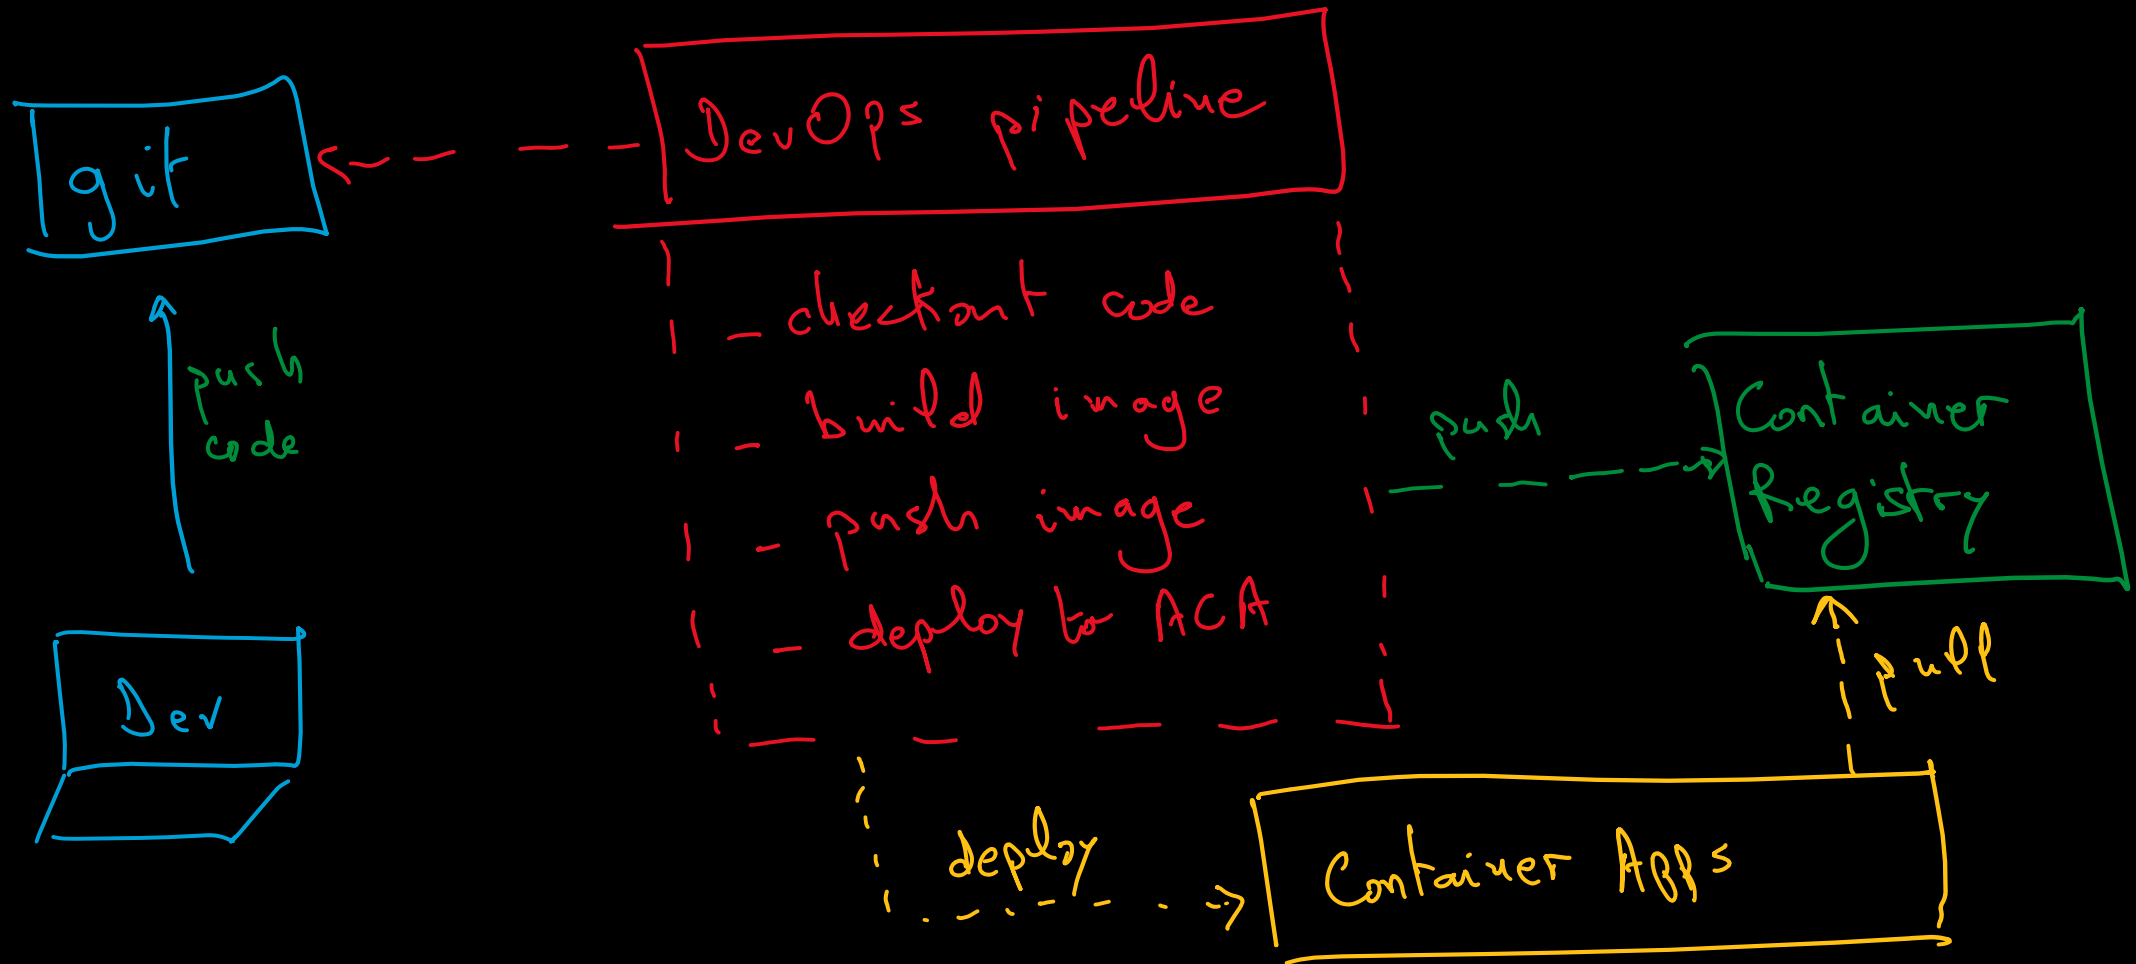 git
DevOps pipeline
push
code
- checkout code
- build image
- push image
- deploy to ACA
push
Container
Registry
Dev
pull
deploy
Container Apps